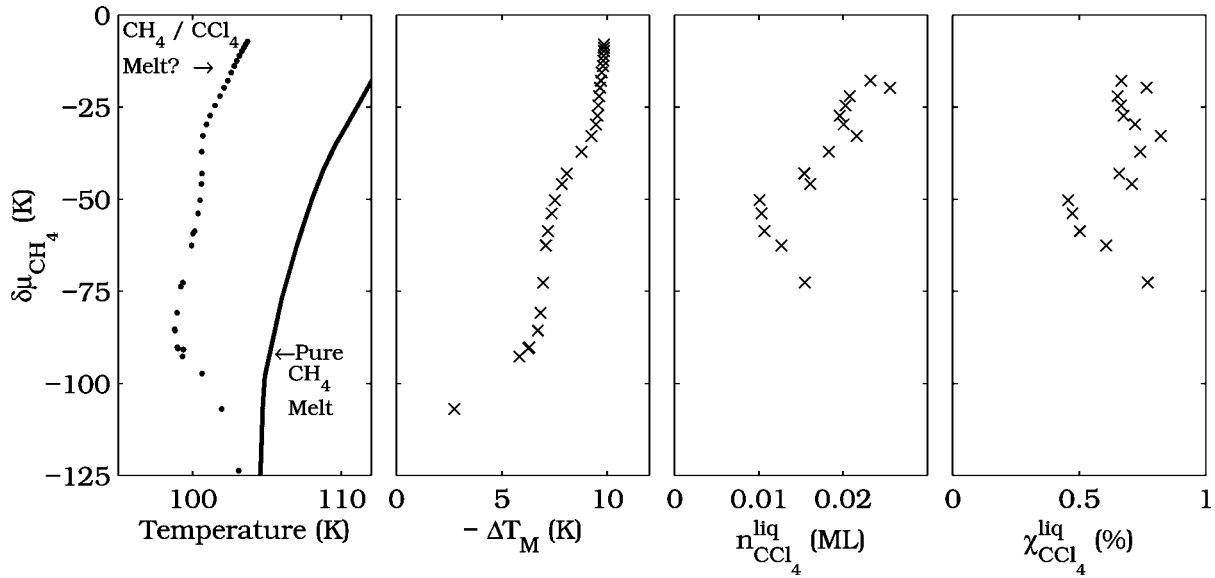 CH4 / CCl4
Melt? →
←Pure
CH4
Melt
0
−25
−50
−75
−100
−125
δμCH4 (K)
100 110
Temperature (K)
0 5 10
− ΔTM (K)
0 0.01 0.02
nliqCCl4 (ML)
0 0.5 1
χliqCCl4 (%)